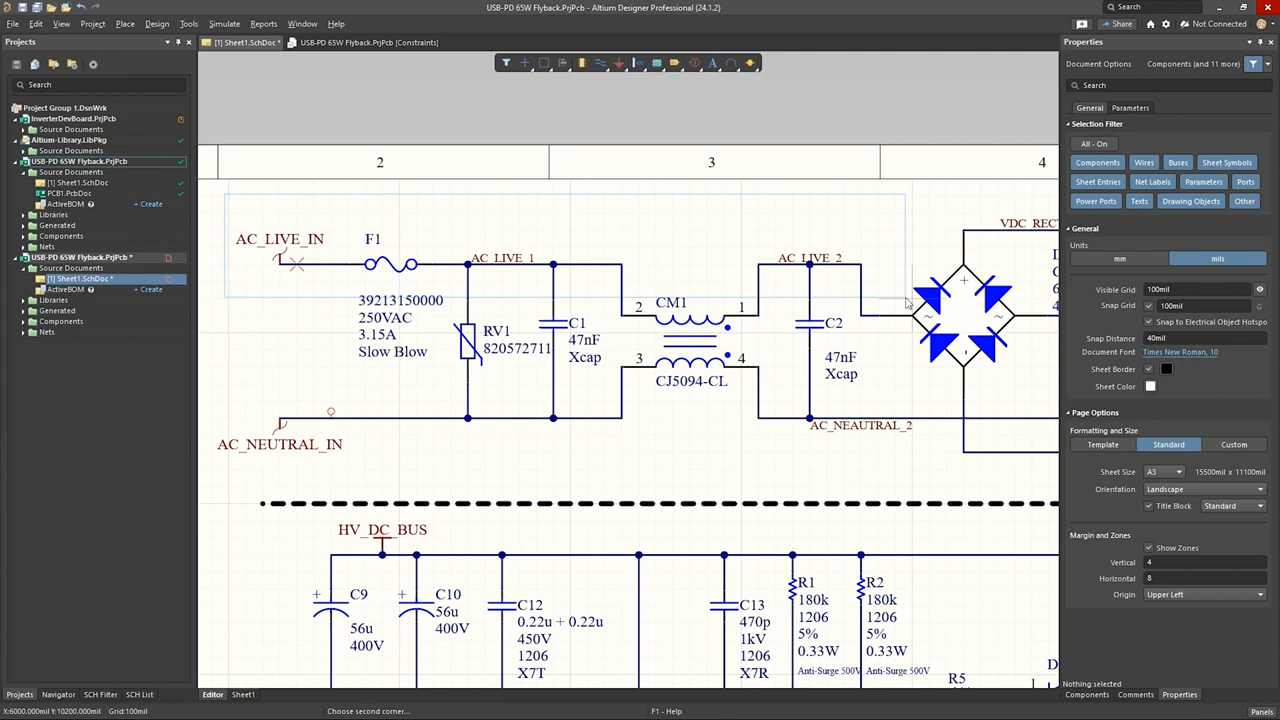 USB-PD 65W Flyback.PrjPcb - Altium Designer Professional (24.1.2)
Search
File Edit View Project Place Design Tools Simulate Reports Window Help
Share Not Connected
Projects
[1] Sheet1.SchDoc * USB-PD 65W Flyback.PrjPcb [Constraints]
Properties
Document Options Components (and 11 more)
Search
Search
Project Group 1.DsnWrk
InverterDevBoard.PrjPcb
Source Documents
Altium-Library.LibPkg
Source Documents
USB-PD 65W Flyback.PrjPcb
Source Documents
[1] Sheet1.SchDoc
PCB1.PcbDoc
ActiveBOM + Create
Libraries
Generated
Components
Nets
USB-PD 65W Flyback.PrjPcb *
Source Documents
[1] Sheet1.SchDoc *
ActiveBOM + Create
Libraries
Generated
Components
Nets
2 3 4
AC_LIVE_IN
F1
AC_LIVE_1
AC_LIVE_2
39213150000
250VAC
3.15A
Slow Blow
RV1
820572711
C1
47nF
Xcap
CM1
2 1
3 4
CJ5094-CL
C2
47nF
Xcap
+
~ ~
AC_NEUTRAL_IN
AC_NEAUTRAL_2
HV_DC_BUS
+ C9
56u
400V
+ C10
56u
400V
C12
0.22u + 0.22u
450V
1206
X7T
C13
470p
1kV
1206
X7R
R1
180k
1206
5%
0.33W
Anti-Surge 500V
R2
180k
1206
5%
0.33W
Anti-Surge 500V
R5
1
General Parameters
Selection Filter
All - On
Components Wires Buses Sheet Symbols
Sheet Entries Net Labels Parameters Ports
Power Ports Texts Drawing Objects Other
General
Units
mm mils
Visible Grid 100mil
Snap Grid 100mil
Snap to Electrical Object Hotspo
Snap Distance 40mil
Document Font Times New Roman, 10
Sheet Border
Sheet Color
Page Options
Formatting and Size
Template Standard Custom
Sheet Size A3 15500mil x 11100mil
Orientation Landscape
Title Block Standard
Margin and Zones
Show Zones
Vertical 4
Horizontal 8
Origin Upper Left
Nothing selected
Projects Navigator SCH Filter SCH List Editor Sheet1 Components Comments Properties
X:6000.000mil Y:10200.000mil Grid:100mil Choose second corner... F1 - Help Panels